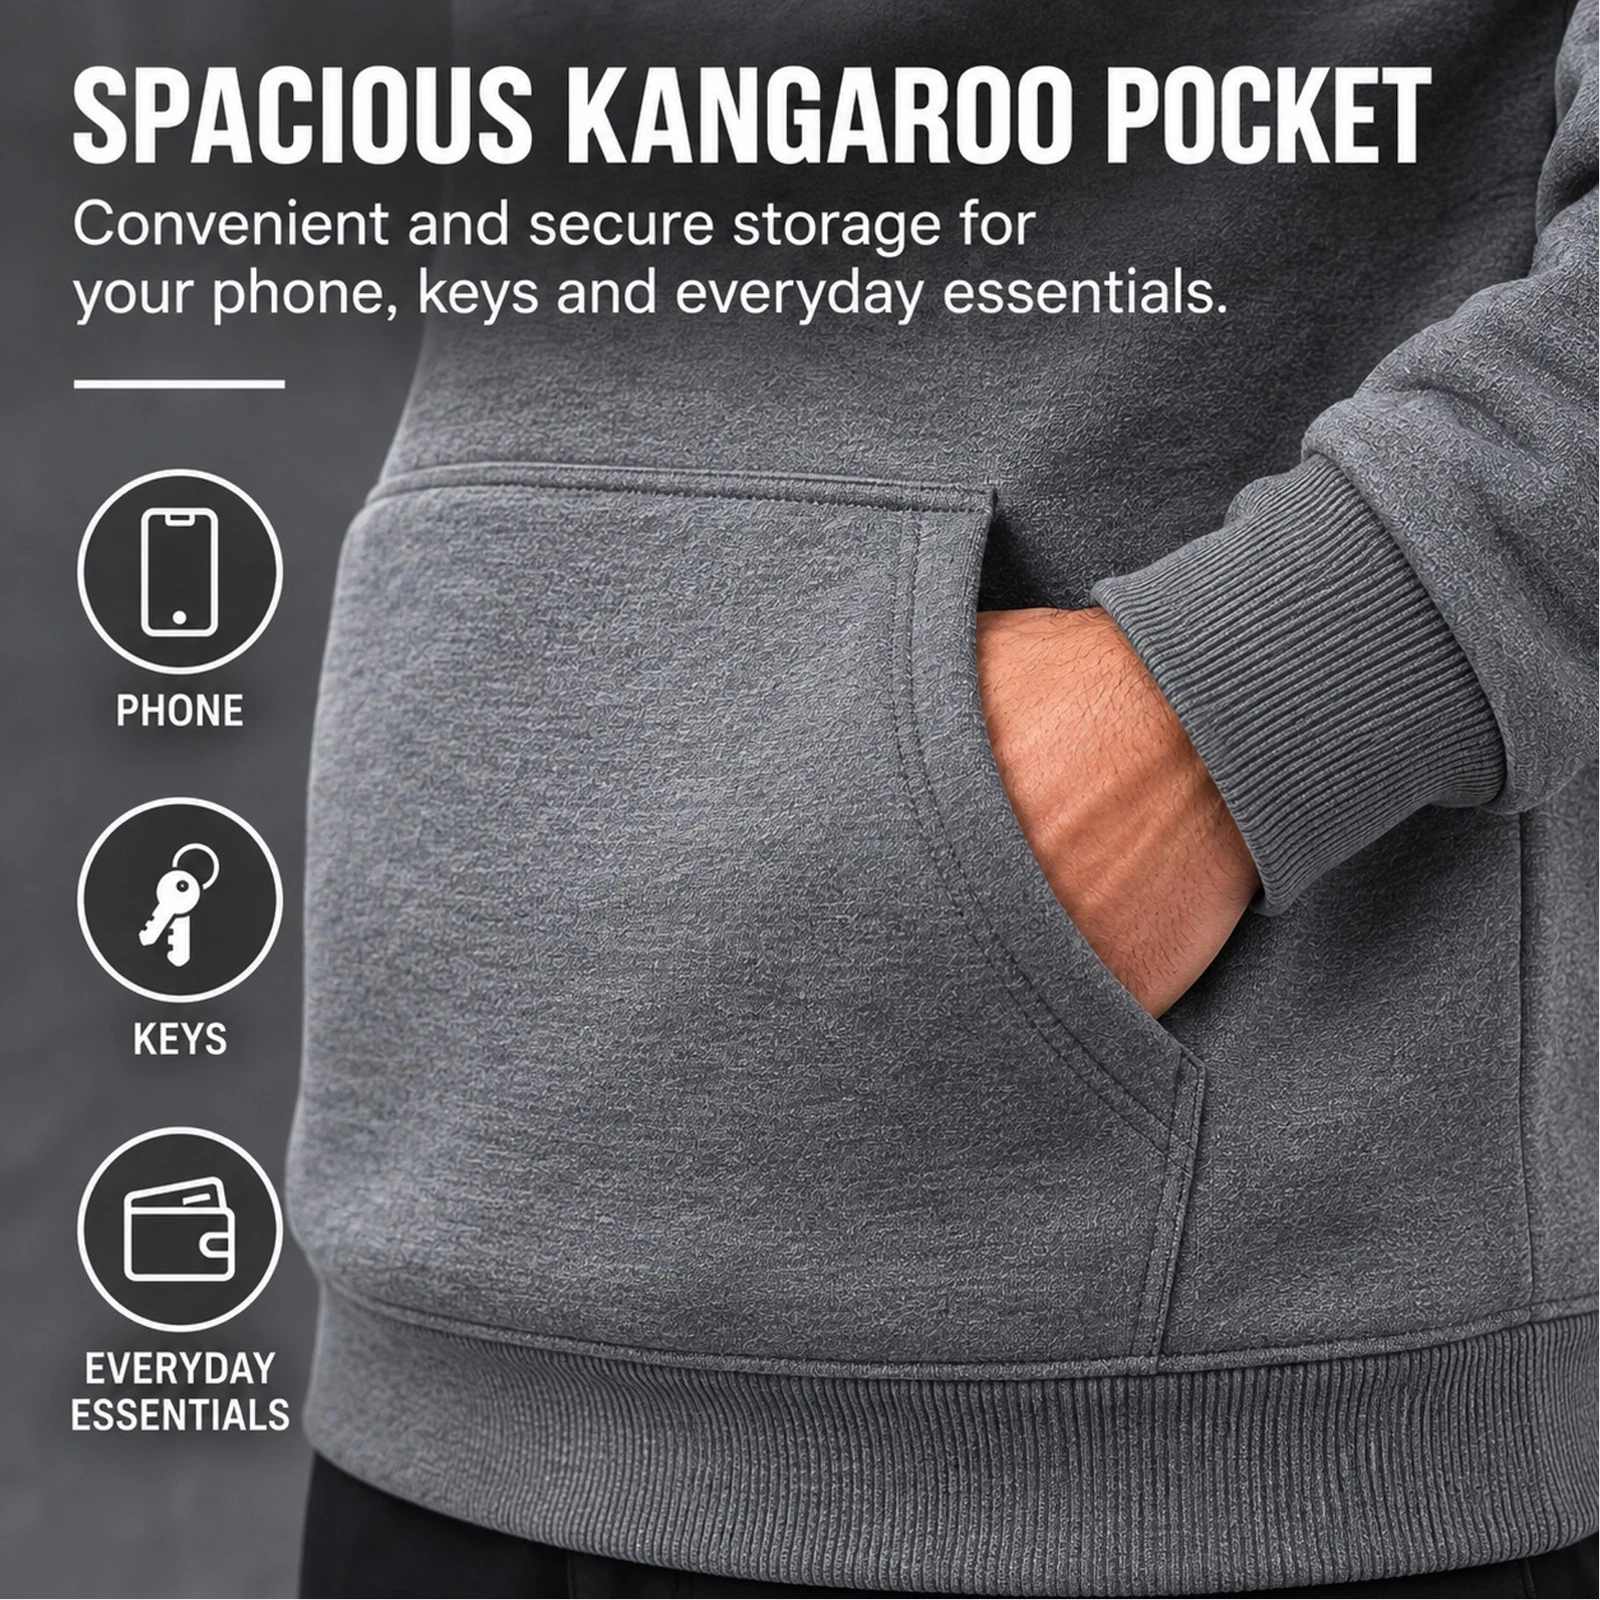 SPACIOUS KANGAROO POCKET
Convenient and secure storage for
your phone, keys and everyday essentials.
PHONE
KEYS
EVERYDAY
ESSENTIALS